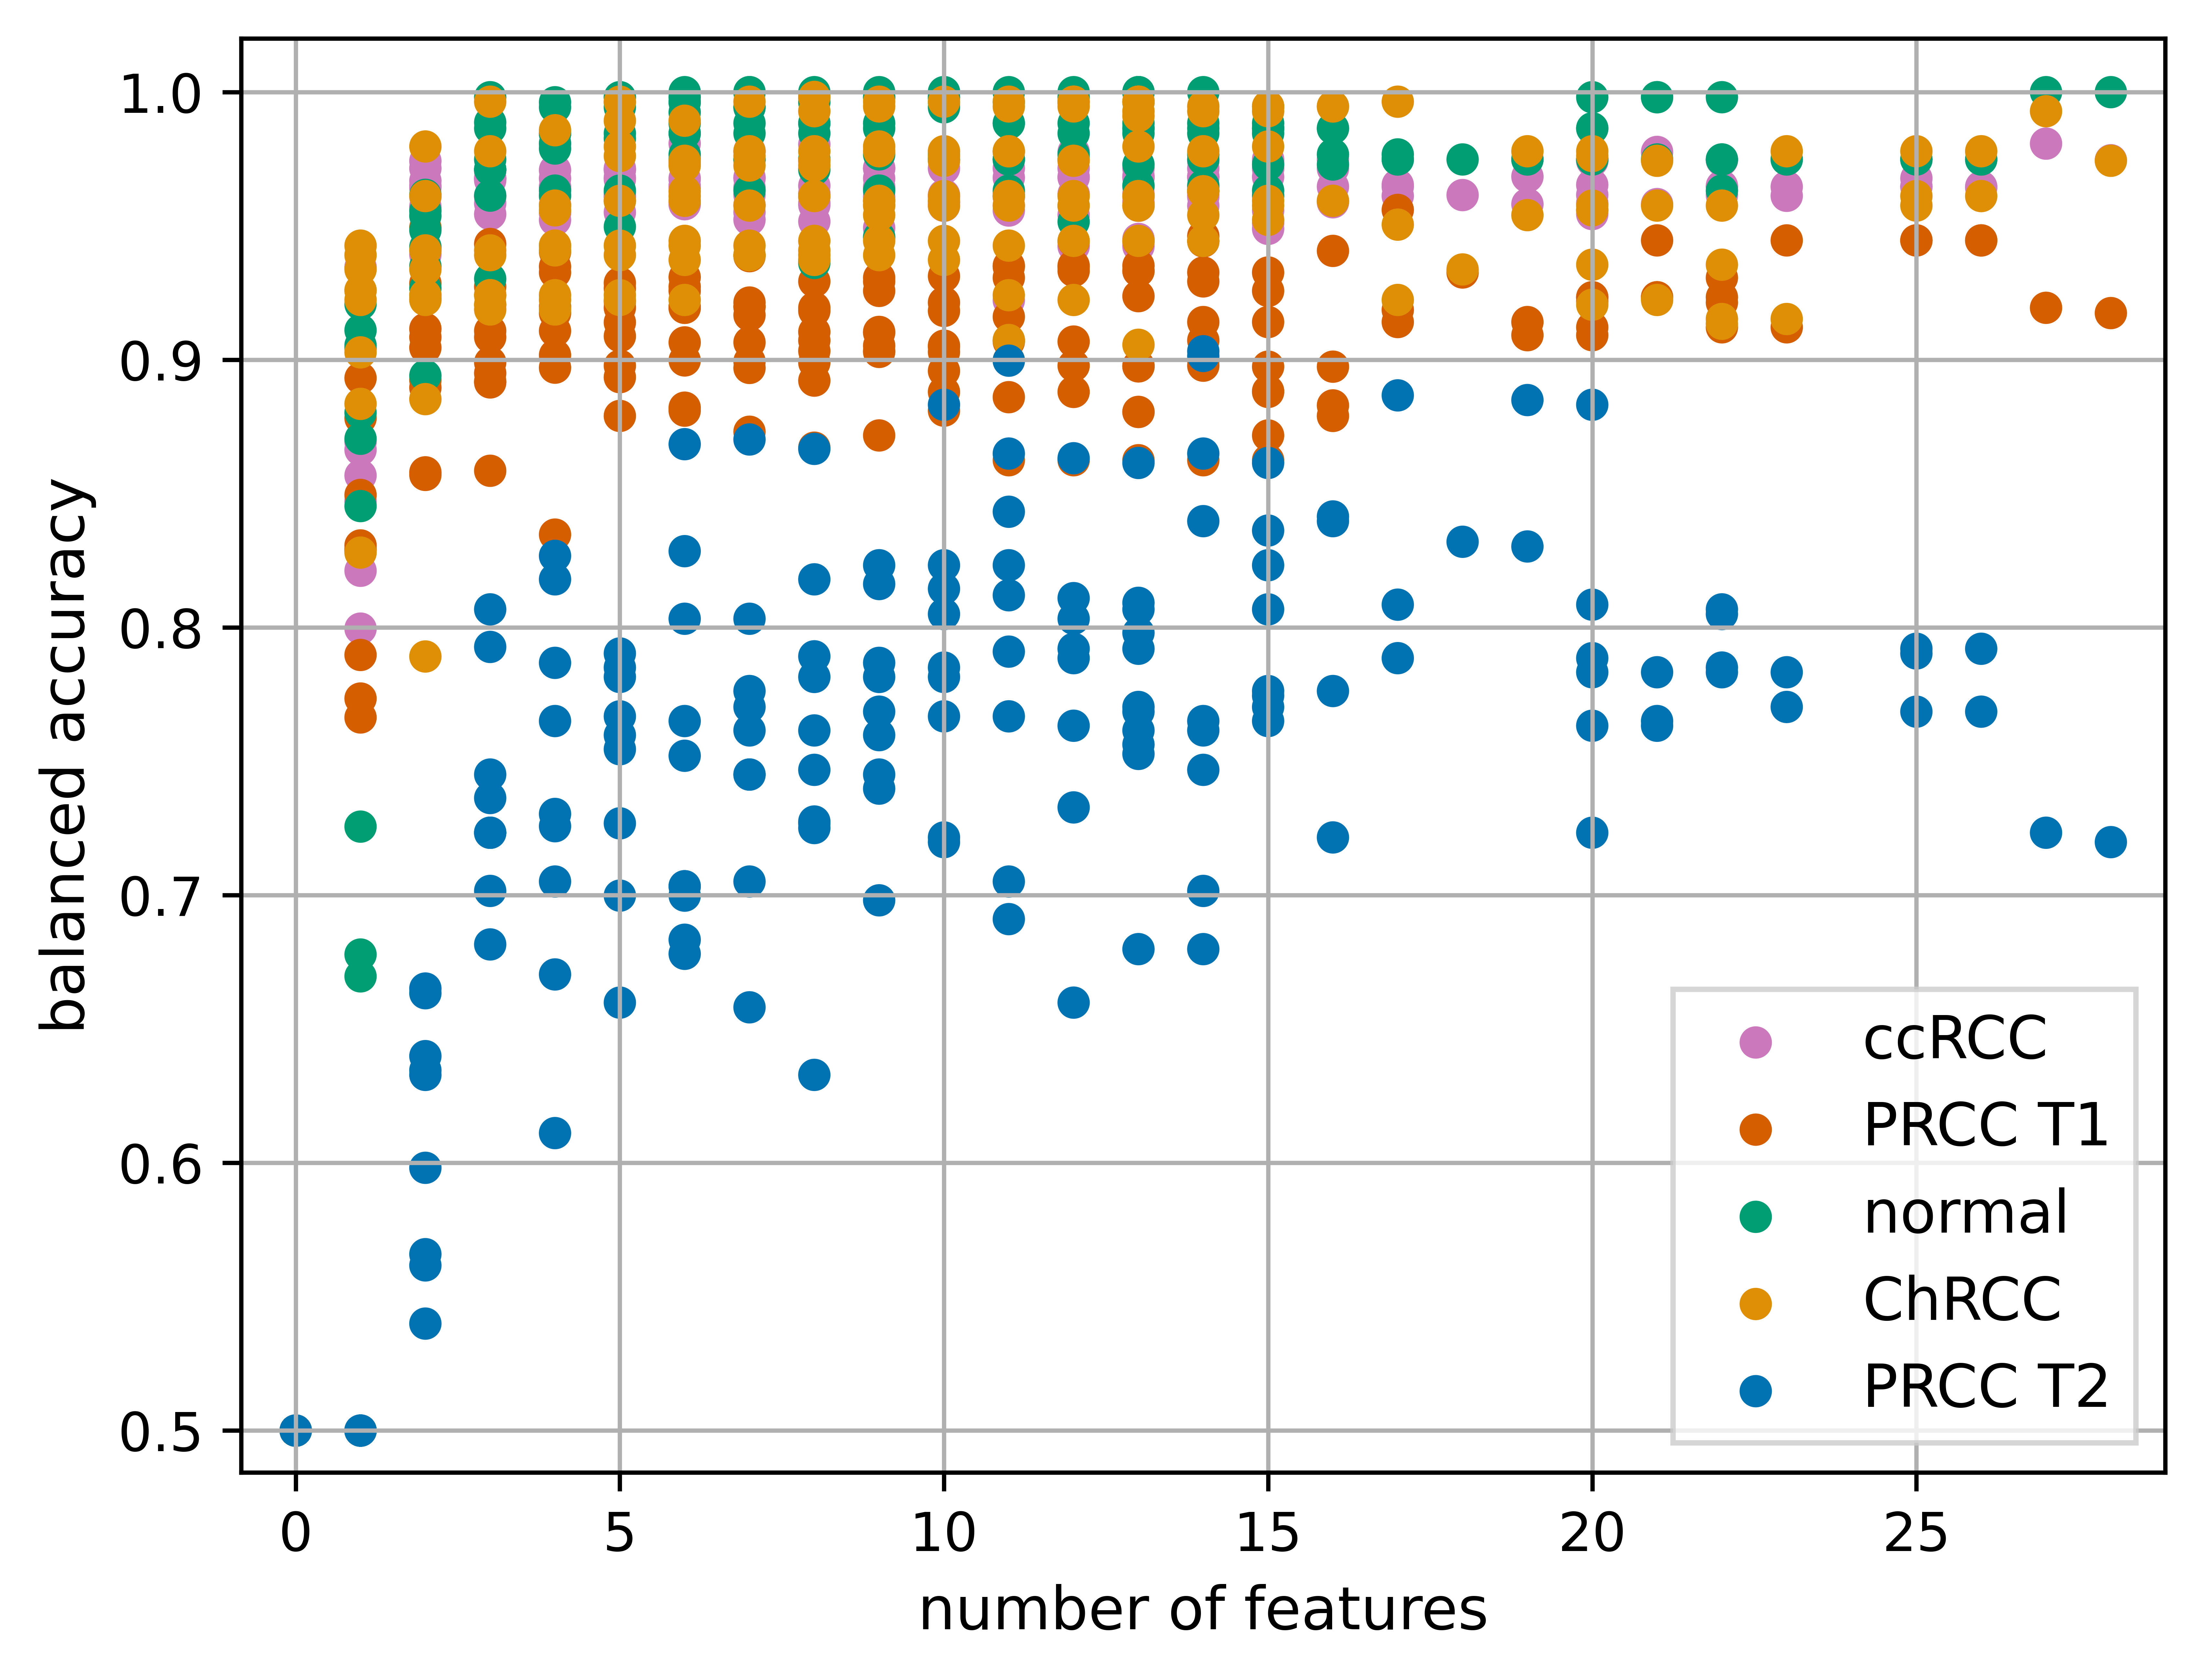 1.0
0.9
0.8
0.7
0.6
0.5
balanced accuracy
ccRCC
PRCC T1
normal
ChRCC
PRCC T2
0 5 10 15 20 25
number of features